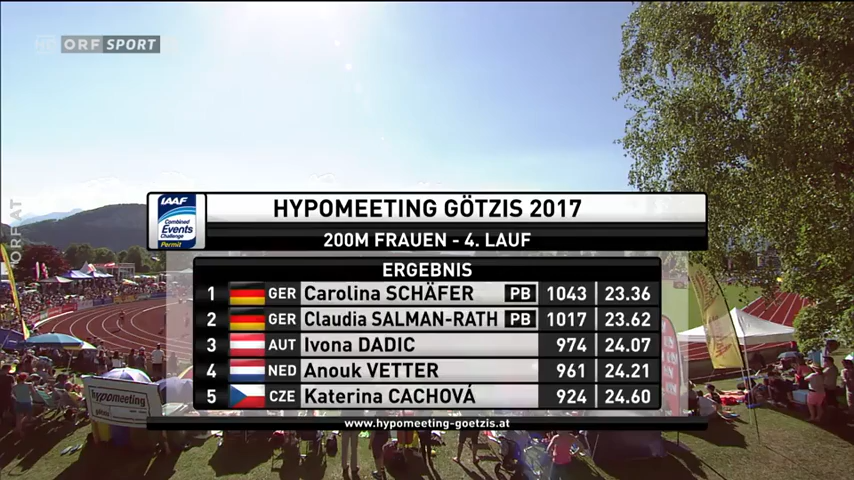 HD ORF SPORT
ORF.AT
IAAF
Combined
Events
Challenge
Permit
HYPOMEETING GÖTZIS 2017
200M FRAUEN - 4. LAUF
ERGEBNIS
1 GER Carolina SCHÄFER PB 1043 23.36
2 GER Claudia SALMAN-RATH PB 1017 23.62
3 AUT Ivona DADIC 974 24.07
4 NED Anouk VETTER 961 24.21
5 CZE Katerina CACHOVÁ 924 24.60
www.hypomeeting-goetzis.at
hypomeeting